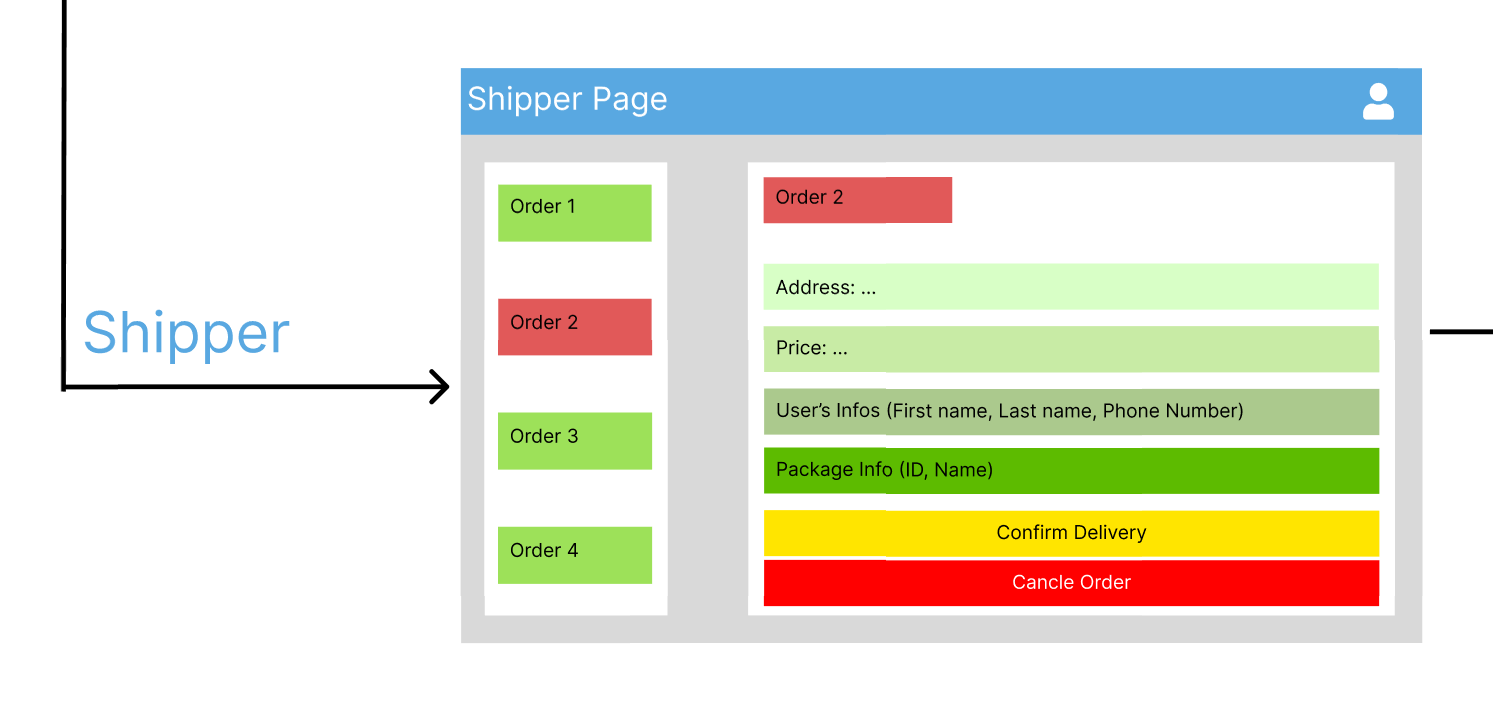 Shipper Page
Shipper
Order 1
Order 2
Order 3
Order 4
Order 2
Address: ...
Price: ...
User’s Infos (First name, Last name, Phone Number)
Package Info (ID, Name)
Confirm Delivery
Cancle Order